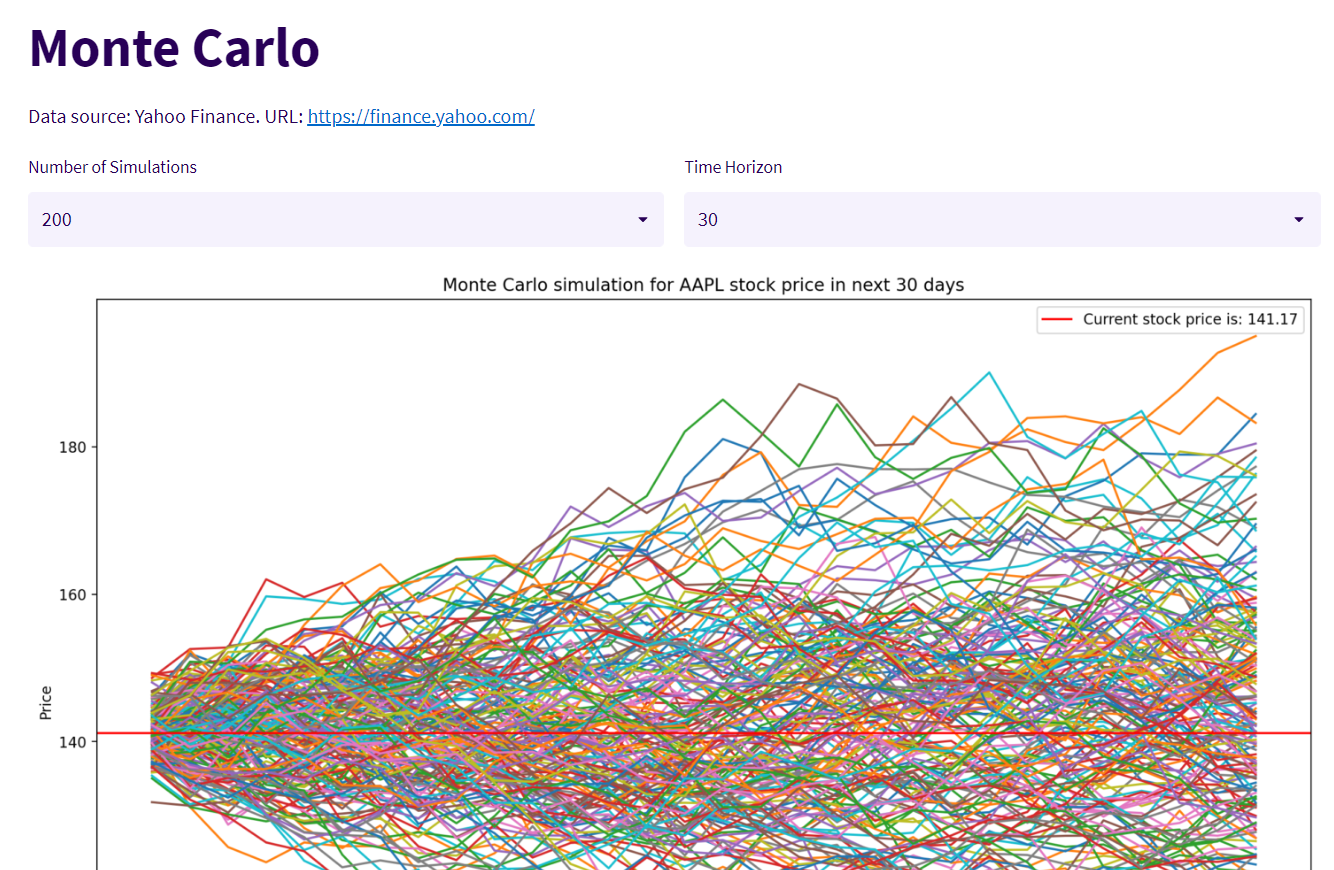 Monte Carlo
Data source: Yahoo Finance. URL: https://finance.yahoo.com/
Number of Simulations
Time Horizon
200
30
Monte Carlo simulation for AAPL stock price in next 30 days
Current stock price is: 141.17
180
160
Price
140